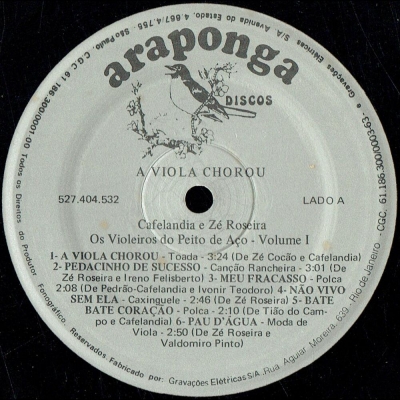 araponga
DISCOS
A VIOLA CHOROU
527.404.532
LADO A
Cafelandia e Zé Roseira
Os Violeiros do Peito de Aço - Volume I
1- A VIOLA CHOROU - Toada - 3:24 (De Zé Cocão e Cafelandia)
2- PEDACINHO DE SUCESSO - Canção Rancheira - 3:01 (De
Zé Roseira e Ireno Felisberto) 3- MEU FRACASSO - Polca
2:08 (De Pedrão-Cafelandia e Ivonir Teodoro) 4- NÃO VIVO
SEM ELA - Caxinguele - 2:46 (De Zé Roseira) 5- BATE
BATE CORAÇÃO - Polca - 2:10 (De Tião do Cam-
po e Cafelandia) 6- PAU D'ÁGUA - Moda de
Viola - 2:50 (De Zé Roseira e
Valdomiro Pinto)
Todos os Direitos do Produtor Fonográfico Reservados Fabricado por: Gravações Elétricas S/A. Rua Aguiar Moreira, 639 - Rio de Janeiro - CGC. 61.186.300/0003-63 - e Gravações Elétricas S/A Avenida do Estado, 4.667/4.755 São Paulo. C.G.C 61.186.300/0001.00